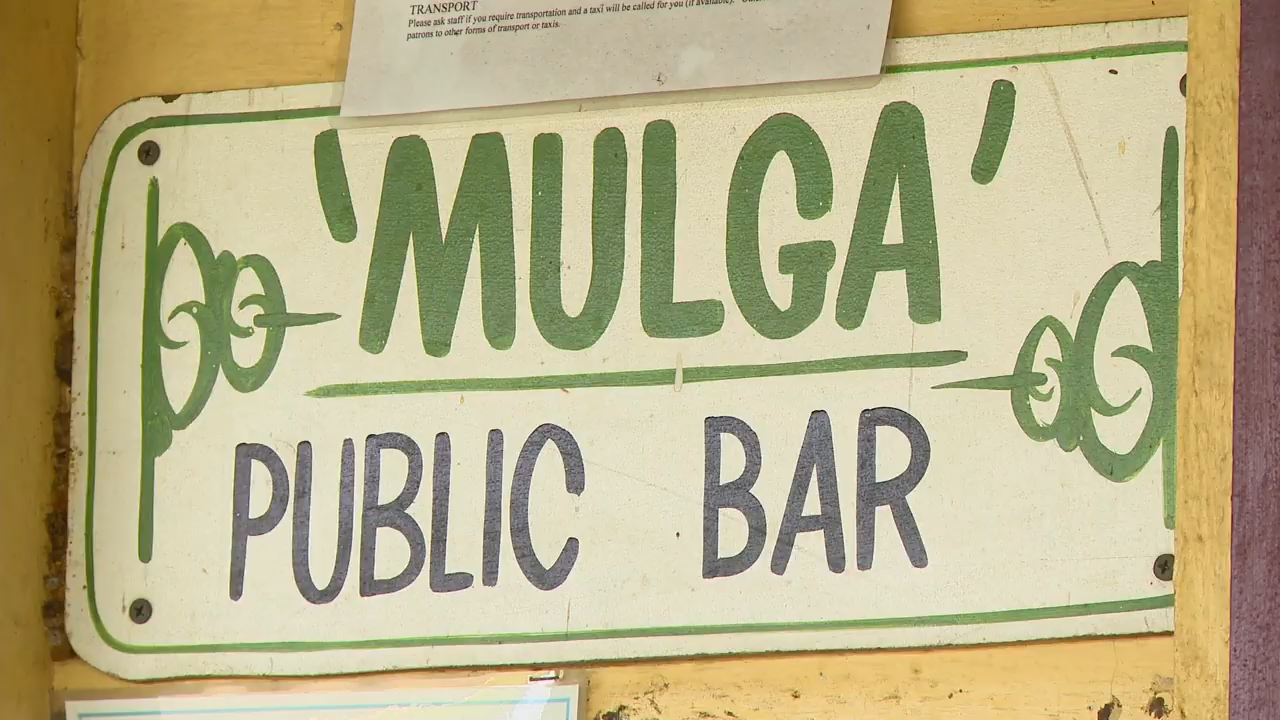 TRANSPORT
Please ask staff if you require transportation and a taxi will be called for you (if available).
patrons to other forms of transport or taxis.
'MULGA'
PUBLIC BAR